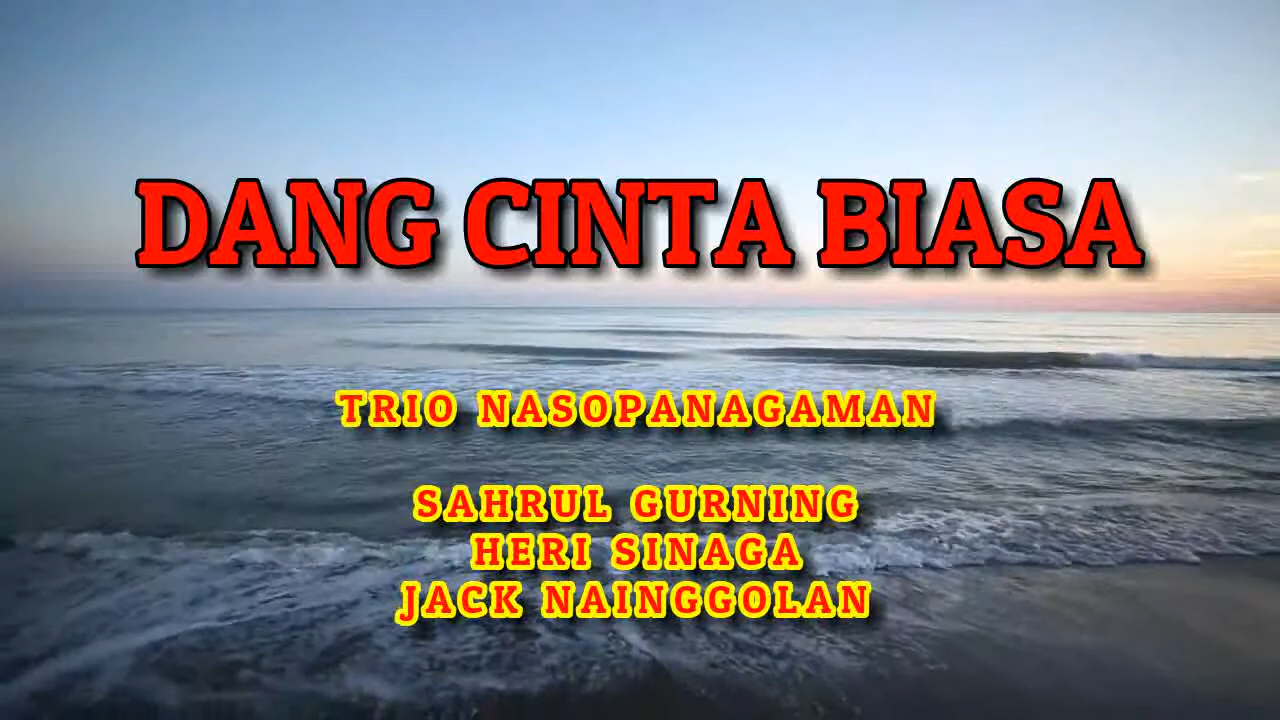 DANG CINTA BIASA
TRIO NASOPANAGAMAN
SAHRUL GURNING
HERI SINAGA
JACK NAINGGOLAN